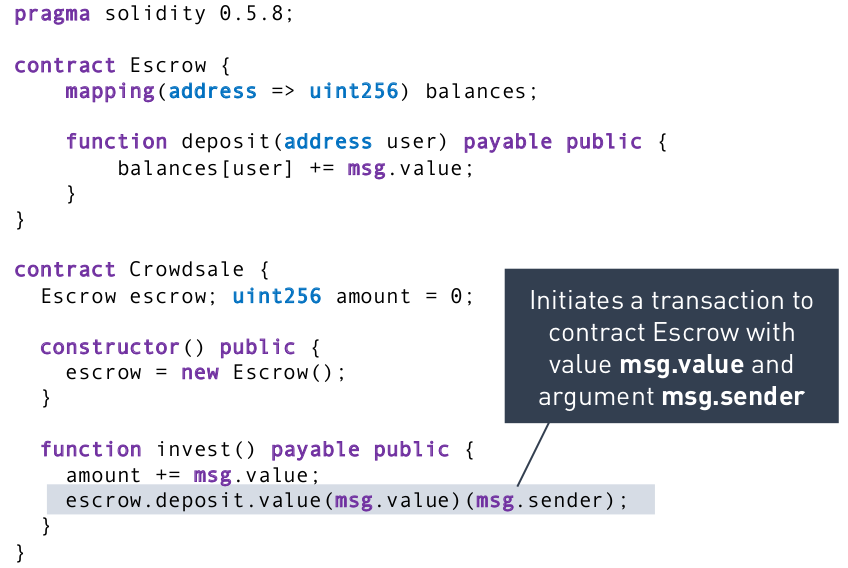 pragma solidity 0.5.8;
contract Escrow {
mapping(address => uint256) balances;
function deposit(address user) payable public {
balances[user] += msg.value;
}
}
contract Crowdsale {
Escrow escrow; uint256 amount = 0;
constructor() public {
escrow = new Escrow();
}
function invest() payable public {
amount += msg.value;
escrow.deposit.value(msg.value)(msg.sender);
}
}
Initiates a transaction to
contract Escrow with
value msg.value and
argument msg.sender